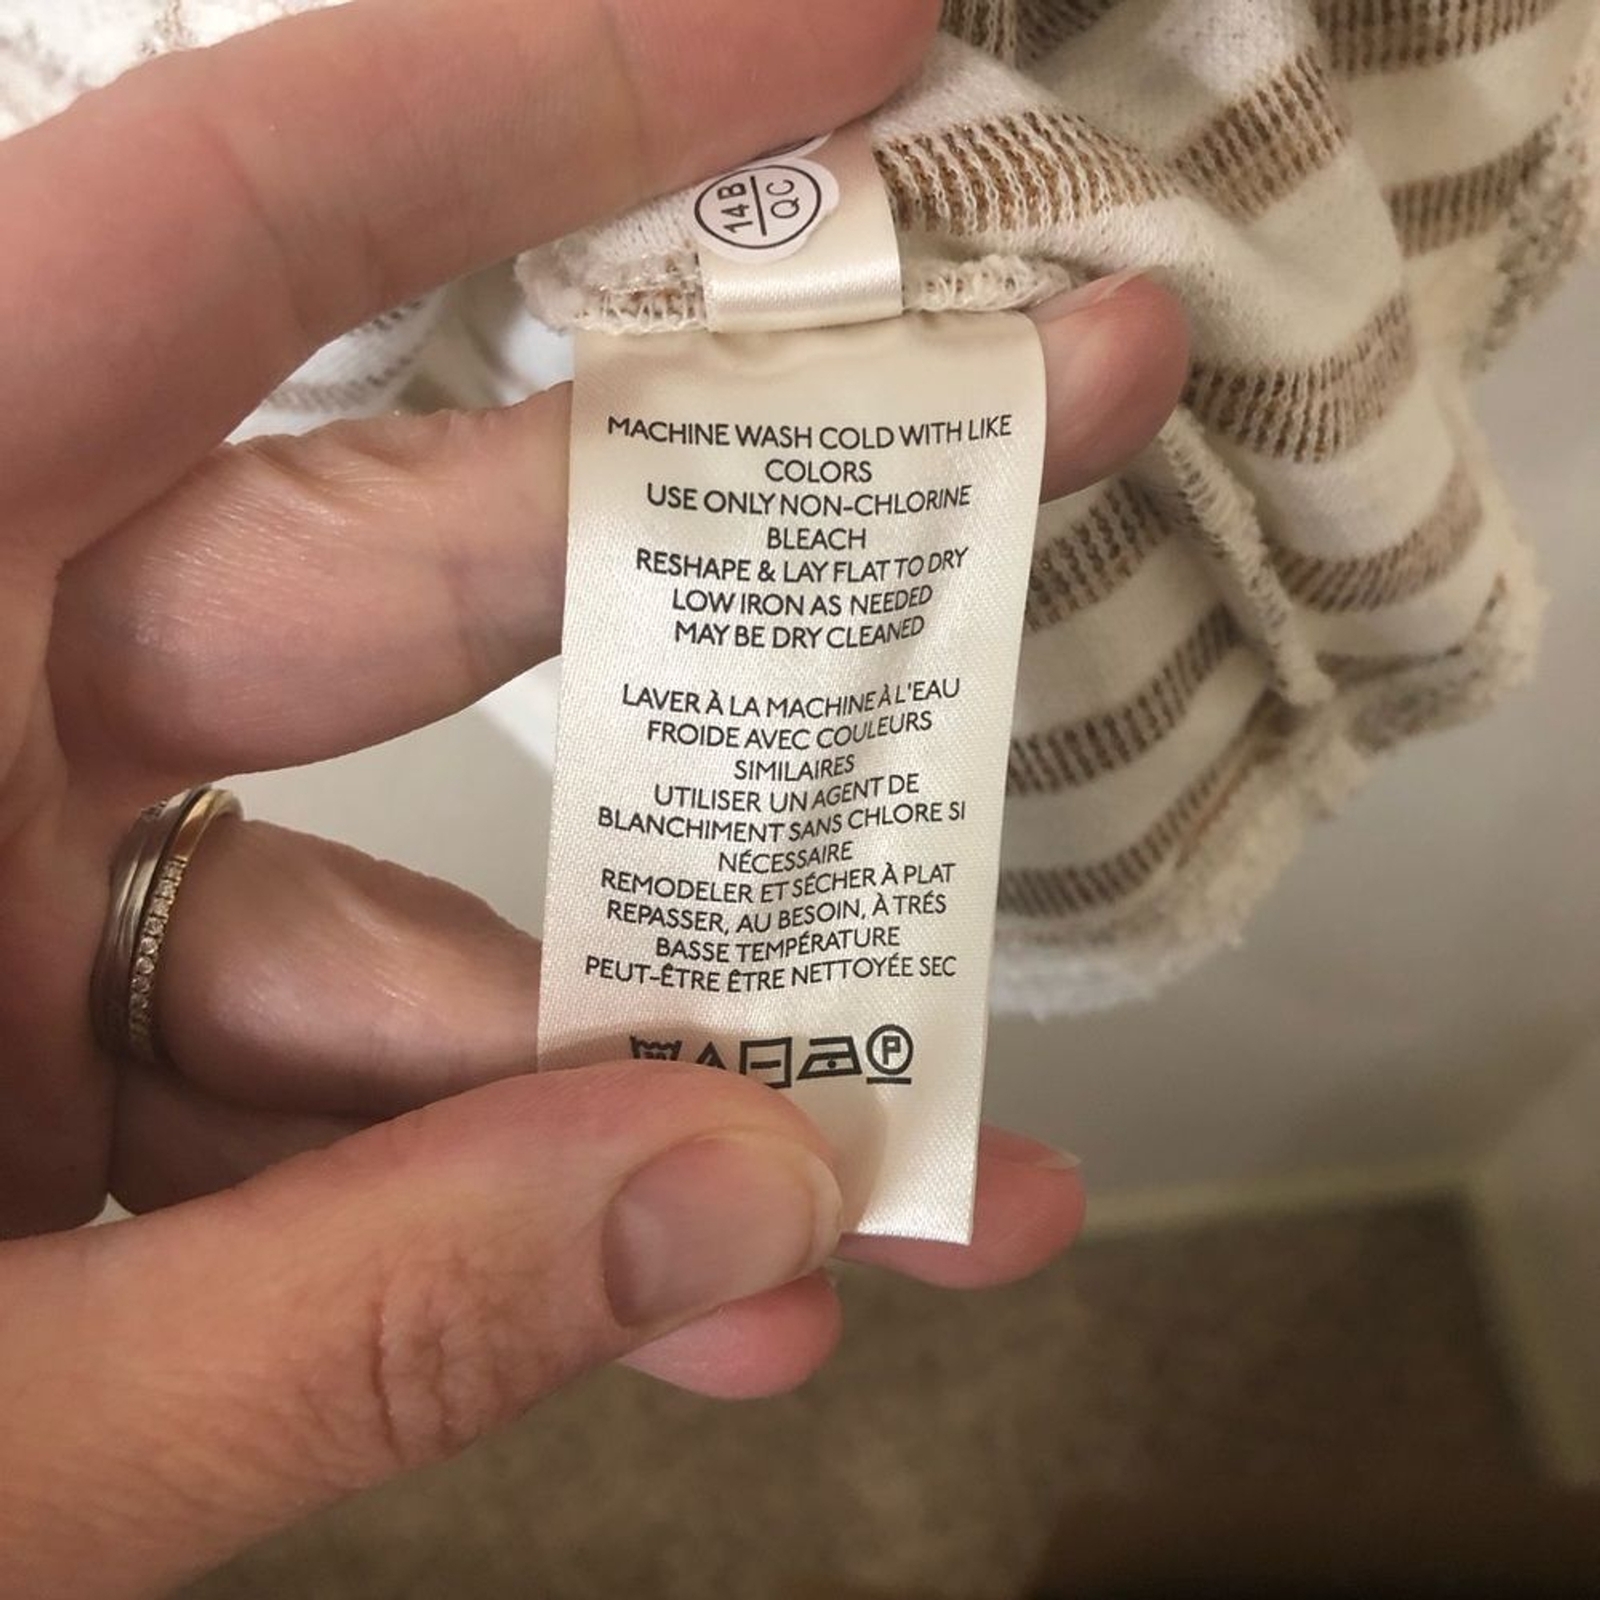 14 B
QC
MACHINE WASH COLD WITH LIKE
COLORS
USE ONLY NON-CHLORINE
BLEACH
RESHAPE & LAY FLAT TO DRY
LOW IRON AS NEEDED
MAY BE DRY CLEANED
LAVER À LA MACHINE À L'EAU
FROIDE AVEC COULEURS
SIMILAIRES
UTILISER UN AGENT DE
BLANCHIMENT SANS CHLORE SI
NÉCESSAIRE
REMODELER ET SÉCHER À PLAT
REPASSER, AU BESOIN, À TRÉS
BASSE TEMPÉRATURE
PEUT-ÊTRE ÊTRE NETTOYÉE SEC
P